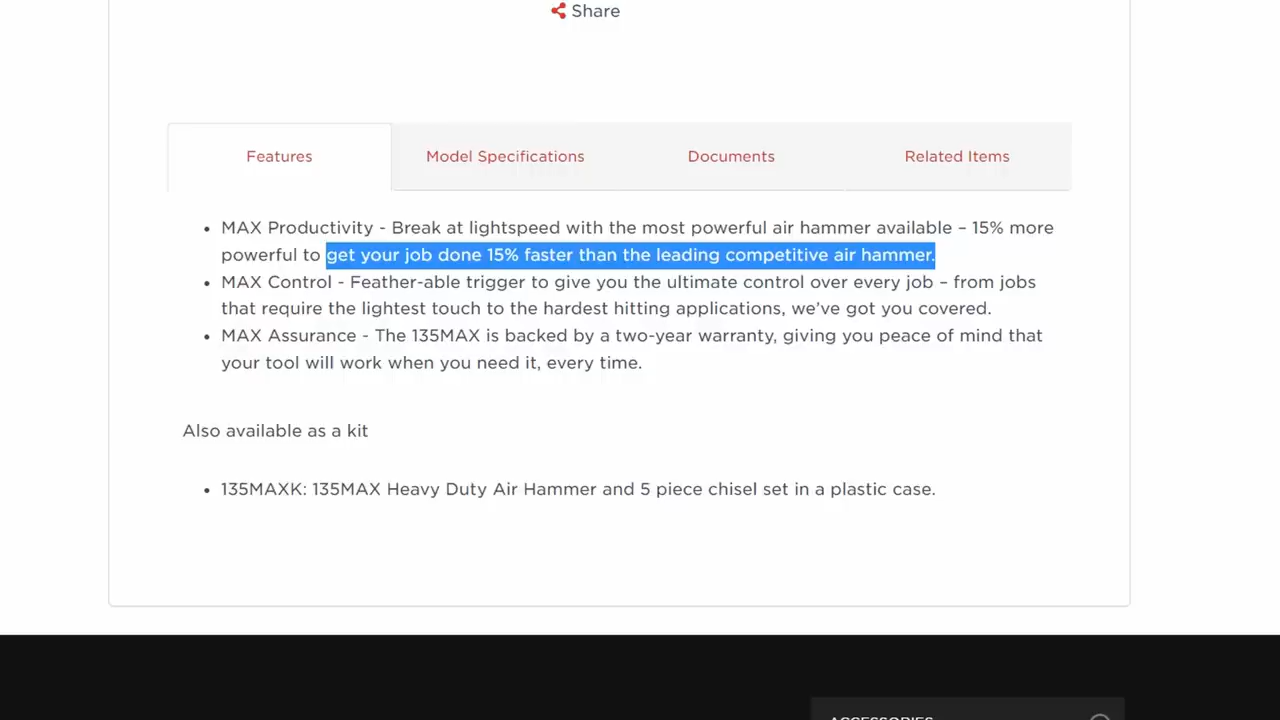 Share
Features
Model Specifications
Documents
Related Items
• MAX Productivity - Break at lightspeed with the most powerful air hammer available – 15% more
powerful to get your job done 15% faster than the leading competitive air hammer.
• MAX Control - Feather-able trigger to give you the ultimate control over every job – from jobs
that require the lightest touch to the hardest hitting applications, we’ve got you covered.
• MAX Assurance - The 135MAX is backed by a two-year warranty, giving you peace of mind that
your tool will work when you need it, every time.
Also available as a kit
• 135MAXK: 135MAX Heavy Duty Air Hammer and 5 piece chisel set in a plastic case.
ACCESSORIES